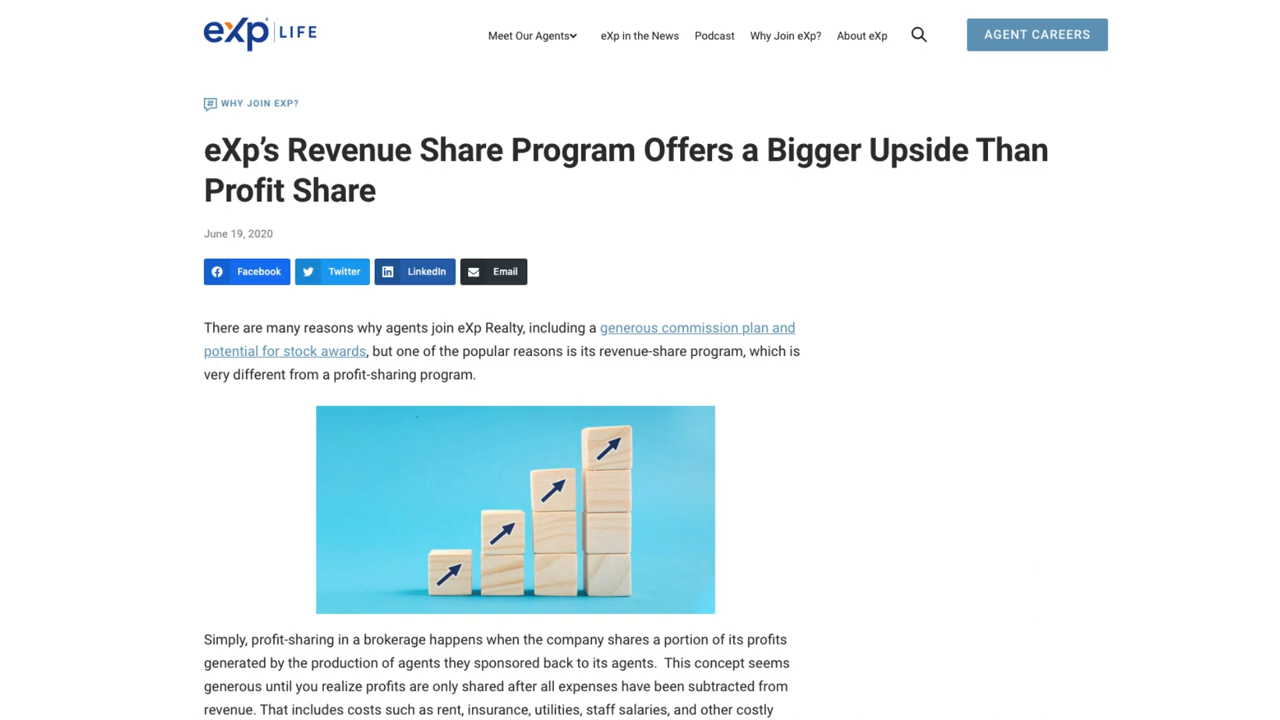 eXp LIFE
Meet Our Agents
eXp in the News
Podcast
Why Join eXp?
About eXp
AGENT CAREERS
# WHY JOIN EXP?
eXp’s Revenue Share Program Offers a Bigger Upside Than
Profit Share
June 19, 2020
Facebook
Twitter
LinkedIn
Email
There are many reasons why agents join eXp Realty, including a generous commission plan and
potential for stock awards, but one of the popular reasons is its revenue-share program, which is
very different from a profit-sharing program.
Simply, profit-sharing in a brokerage happens when the company shares a portion of its profits
generated by the production of agents they sponsored back to its agents.  This concept seems
generous until you realize profits are only shared after all expenses have been subtracted from
revenue. That includes costs such as rent, insurance, utilities, staff salaries, and other costly